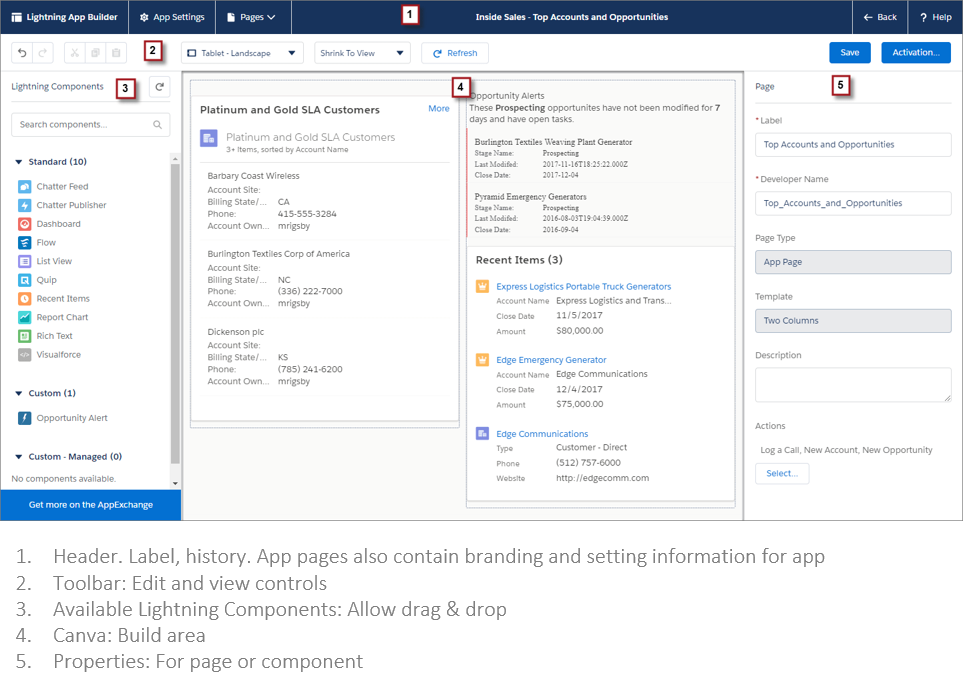 Lightning App Builder App Settings Pages 1 Inside Sales - Top Accounts and Opportunities Back ? Help
2 Tablet - Landscape Shrink To View Refresh Save Activation...
Lightning Components 3
Search components...
Standard (10)
Chatter Feed
Chatter Publisher
Dashboard
Flow
List View
Quip
Recent Items
Report Chart
Rich Text
Visualforce
Custom (1)
Opportunity Alert
Custom - Managed (0)
No components available.
Get more on the AppExchange
4
Platinum and Gold SLA Customers More
Platinum and Gold SLA Customers
3+ Items, sorted by Account Name
Barbary Coast Wireless
Account Site:
Billing State/... CA
Phone: 415-555-3284
Account Own... mrigsby
Burlington Textiles Corp of America
Account Site:
Billing State/... NC
Phone: (336) 222-7000
Account Own... mrigsby
Dickenson plc
Account Site:
Billing State/... KS
Phone: (785) 241-6200
Account Own... mrigsby
Opportunity Alerts
These Prospecting opportunites have not been modified for 7
days and have open tasks.
Burlington Textiles Weaving Plant Generator
Stage Name: Prospecting
Last Modifed: 2017-11-16T18:25:22.000Z
Close Date: 2017-12-04
Pyramid Emergency Generators
Stage Name: Prospecting
Last Modifed: 2016-08-03T19:04:39.000Z
Close Date: 2016-09-04
Recent Items (3)
Express Logistics Portable Truck Generators
Account Name Express Logistics and Trans...
Close Date 11/5/2017
Amount $80,000.00
Edge Emergency Generator
Account Name Edge Communications
Close Date 12/4/2017
Amount $75,000.00
Edge Communications
Type Customer - Direct
Phone (512) 757-6000
Website http://edgecomm.com
Page 5
* Label
Top Accounts and Opportunities
* Developer Name
Top_Accounts_and_Opportunities
Page Type
App Page
Template
Two Columns
Description
Actions
Log a Call, New Account, New Opportunity
Select...
1. Header. Label, history. App pages also contain branding and setting information for app
2. Toolbar: Edit and view controls
3. Available Lightning Components: Allow drag & drop
4. Canva: Build area
5. Properties: For page or component